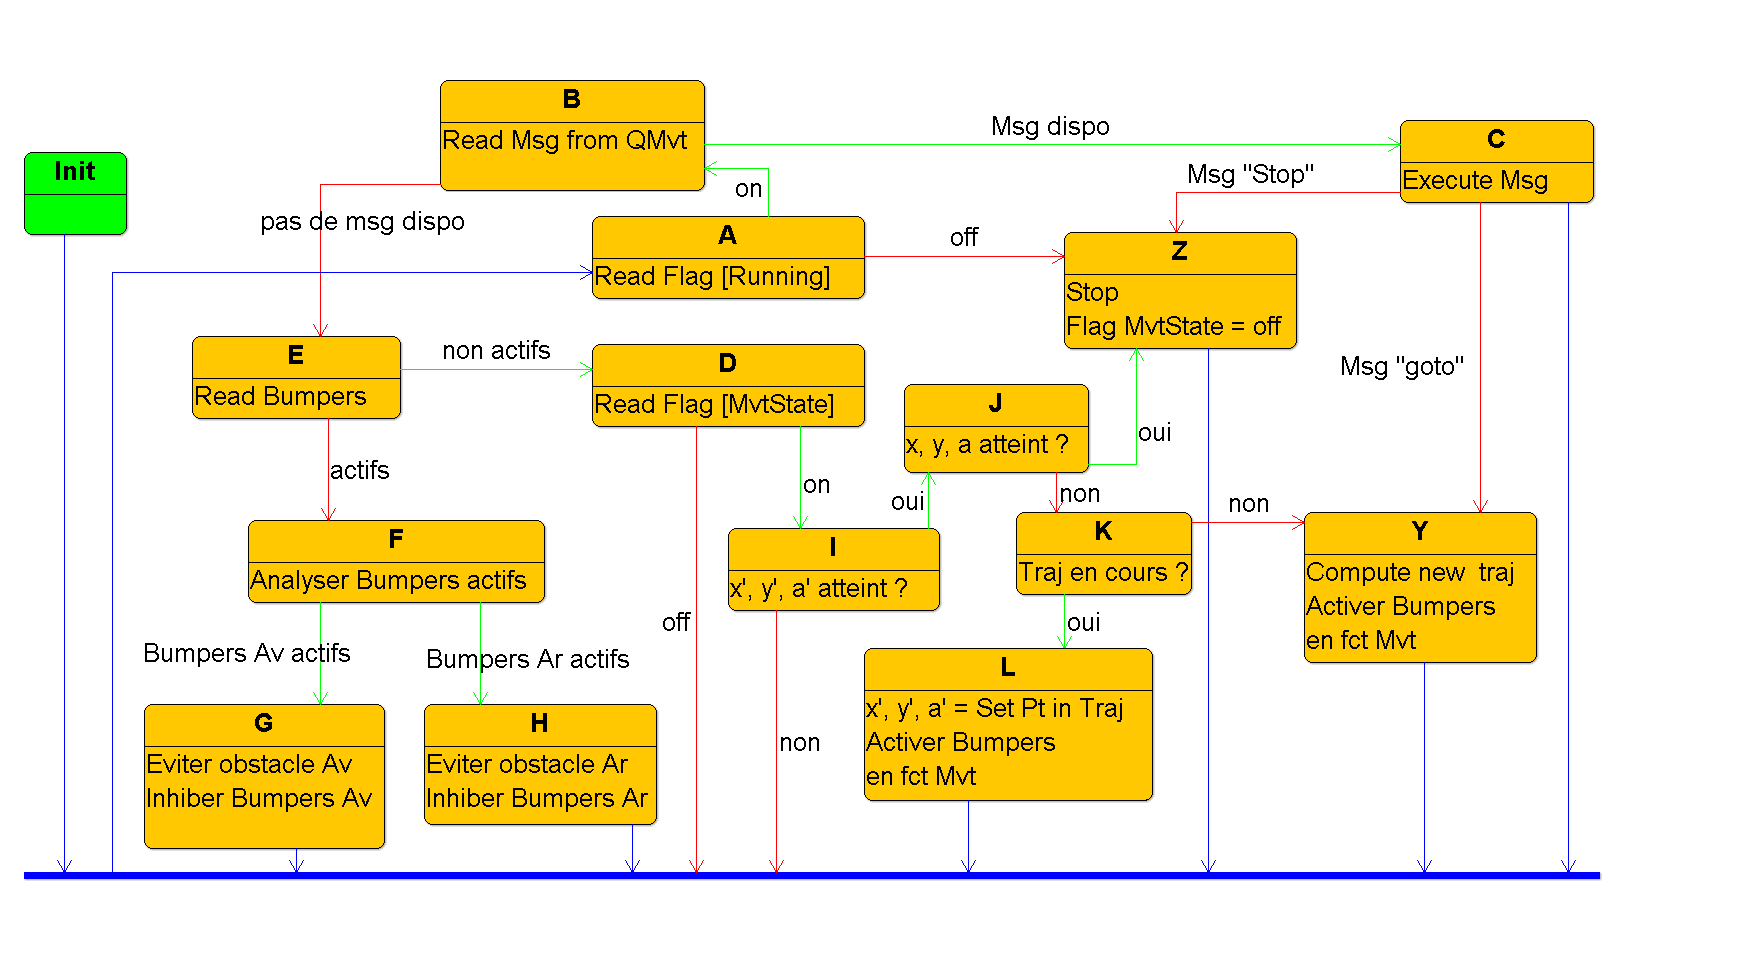 B
Read Msg from QMvt
Msg dispo
C
Execute Msg
Init
on
Msg "Stop"
pas de msg dispo
A
Read Flag [Running]
off
Z
Stop
Flag MvtState = off
E
Read Bumpers
non actifs
D
Read Flag [MvtState]
Msg "goto"
J
x, y, a atteint ?
oui
actifs
on
oui
non
non
F
Analyser Bumpers actifs
I
x', y', a' atteint ?
K
Traj en cours ?
Y
Compute new  traj
Activer Bumpers
en fct Mvt
off
oui
Bumpers Av actifs
Bumpers Ar actifs
L
x', y', a' = Set Pt in Traj
Activer Bumpers
en fct Mvt
G
Eviter obstacle Av
Inhiber Bumpers Av
H
Eviter obstacle Ar
Inhiber Bumpers Ar
non